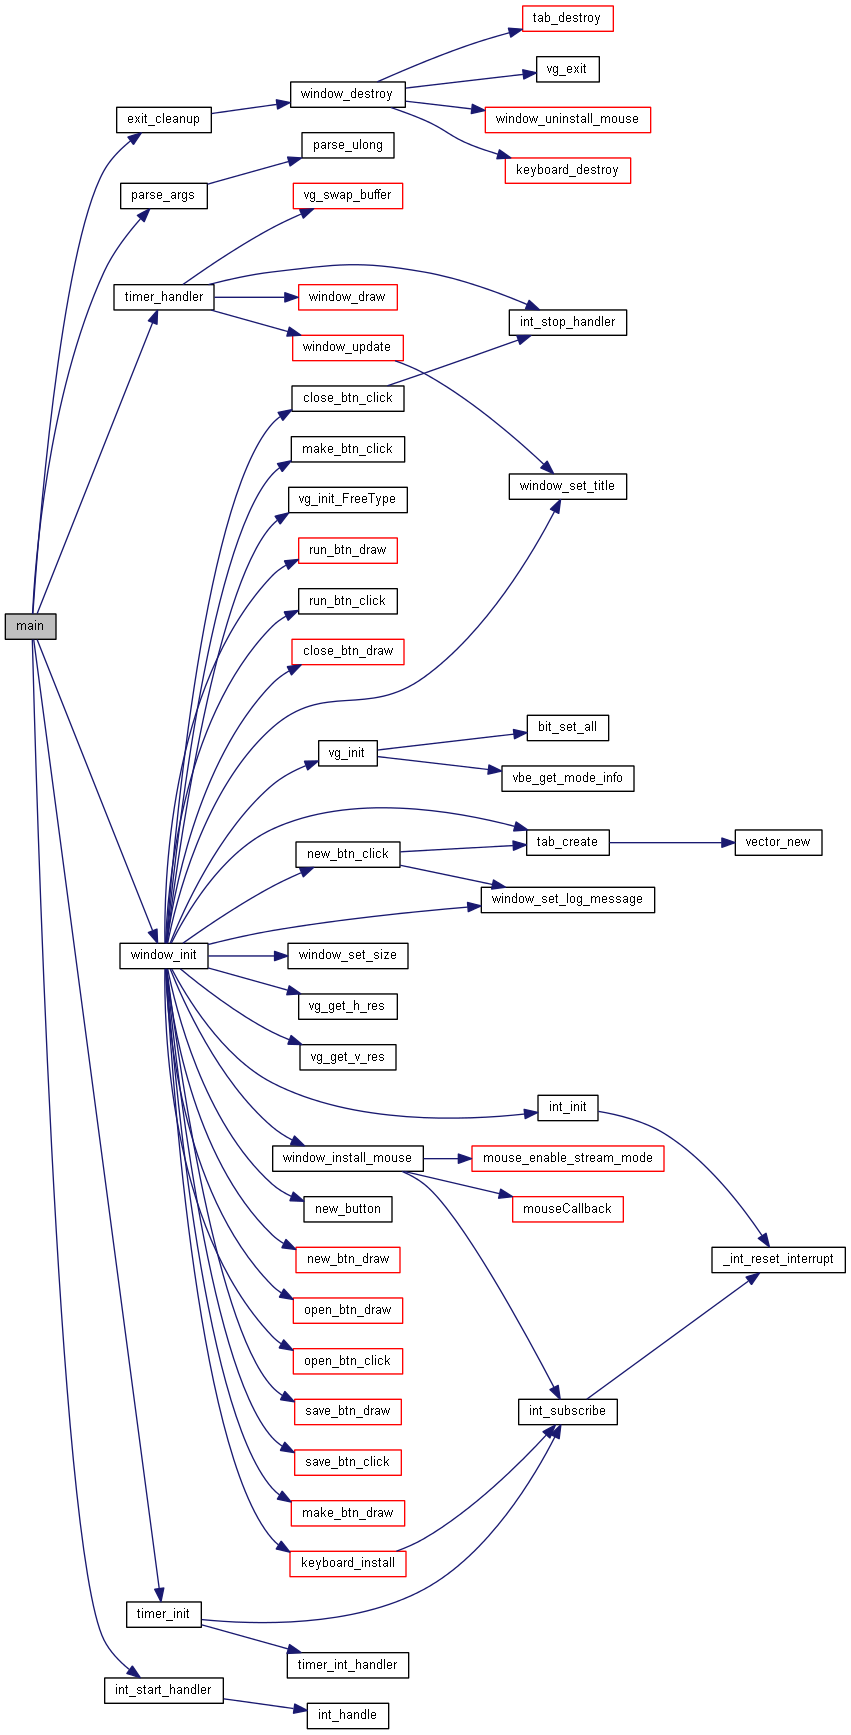 tab_destroy
vg_exit
window_destroy
exit_cleanup
window_uninstall_mouse
parse_ulong
keyboard_destroy
parse_args
vg_swap_buffer
timer_handler
window_draw
int_stop_handler
window_update
close_btn_click
make_btn_click
window_set_title
vg_init_FreeType
run_btn_draw
run_btn_click
main
close_btn_draw
bit_set_all
vg_init
vbe_get_mode_info
tab_create
vector_new
new_btn_click
window_set_log_message
window_init
window_set_size
vg_get_h_res
vg_get_v_res
int_init
window_install_mouse
mouse_enable_stream_mode
new_button
mouseCallback
new_btn_draw
_int_reset_interrupt
open_btn_draw
open_btn_click
save_btn_draw
int_subscribe
save_btn_click
make_btn_draw
keyboard_install
timer_init
timer_int_handler
int_start_handler
int_handle